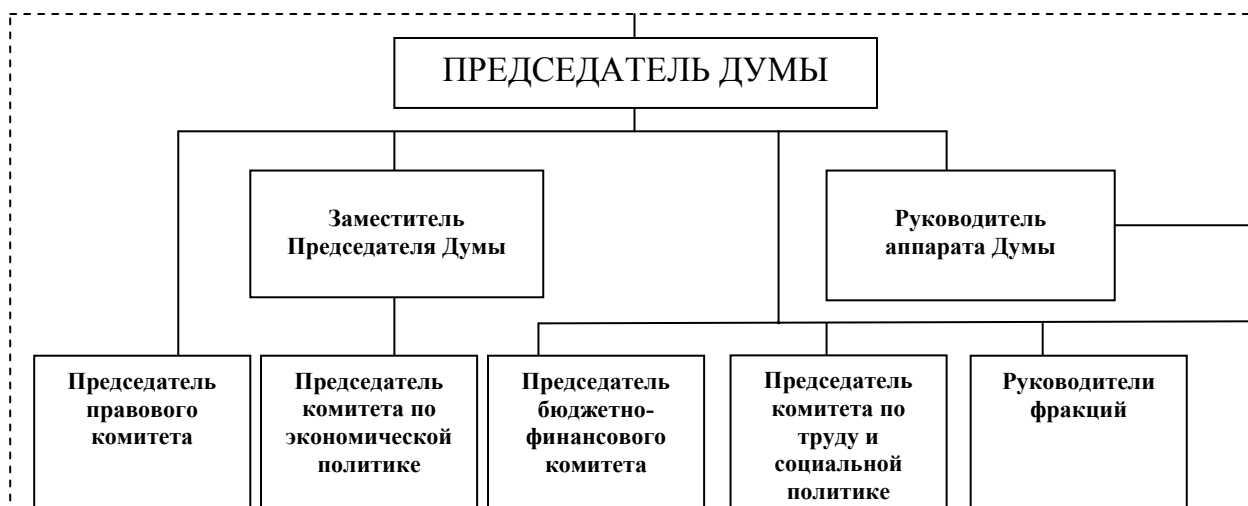 ПРЕДСЕДАТЕЛЬ ДУМЫ
Заместитель
Председателя Думы
Руководитель
аппарата Думы
Председатель
правового
комитета
Председатель
комитета по
экономической
политике
Председатель
бюджетно-
финансового
комитета
Председатель
комитета по
труду и
социальной
политике
Руководители
фракций